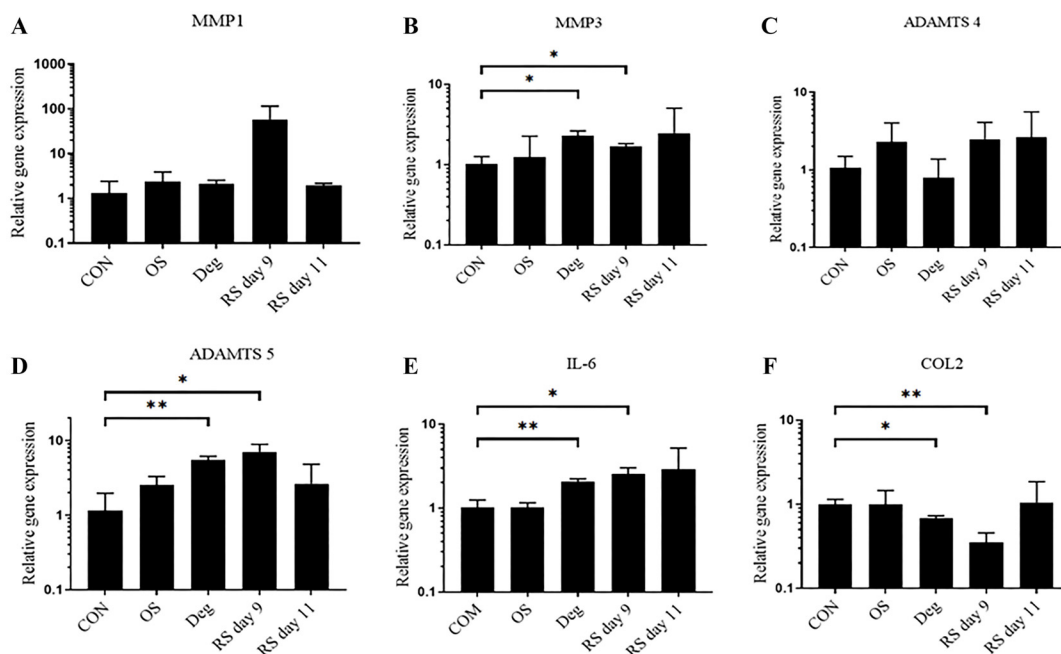 A
MMP1
Relative gene expression
1000
100
10
1
0.1
CON
OS
Deg
RS day 9
RS day 11
B
MMP3
Relative gene expression
10
1
0.1
*
*
CON
OS
Deg
RS day 9
RS day 11
C
ADAMTS 4
Relative gene expression
10
1
0.1
CON
OS
Deg
RS day 9
RS day 11
D
ADAMTS 5
Relative gene expression
10
1
0.1
*
**
CON
OS
Deg
RS day 9
RS day 11
E
IL-6
Relative gene expression
10
1
0.1
*
**
COM
OS
Deg
RS day 9
RS day 11
F
COL2
Relative gene expression
10
1
0.1
**
*
CON
OS
Deg
RS day 9
RS day 11